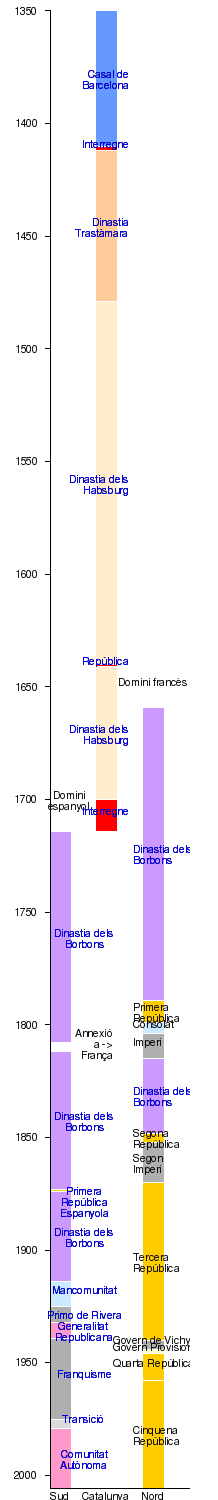 1350
Casal de
Barcelona
1400
Interregne
Dinastia
Trastàmara
1450
1500
1550
Dinastia dels
Habsburg
1600
República
1650
Domini francès
Dinastia dels
Habsburg
1700
Domini
espanyol
Interregne
Dinastia dels
Borbons
1750
Dinastia dels
Borbons
Primera
República
Consolat
1800
Imperi
Annexió
a ->
França
Dinastia dels
Borbons
Dinastia dels
Borbons
1850
Segona
República
Segon
Imperi
Primera
República
Espanyola
Dinastia dels
Borbons
1900
Tercera
República
Mancomunitat
Primo de Rivera
Generalitat
Republicana
Govern de Vichy
Govern Provision
1950
Quarta República
Franquisme
Transició
Cinquena
República
Comunitat
Autònoma
2000
Sud
Catalunya
Nord